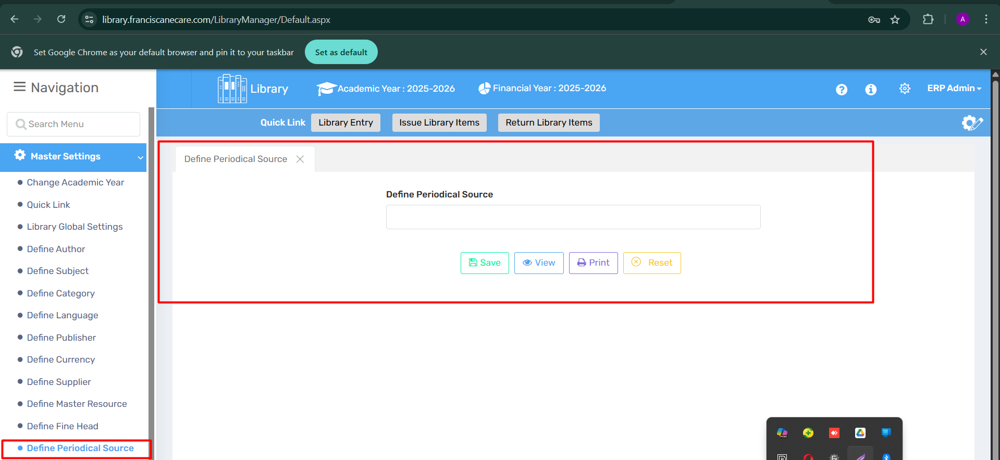 library.franciscanecare.com/LibraryManager/Default.aspx
A
Set Google Chrome as your default browser and pin it to your taskbar
Set as default
Navigation
Library
Academic Year : 2025-2026
Financial Year : 2025-2026
ERP Admin
Search Menu
Quick Link
Library Entry
Issue Library Items
Return Library Items
Master Settings
Change Academic Year
Quick Link
Library Global Settings
Define Author
Define Subject
Define Category
Define Language
Define Publisher
Define Currency
Define Supplier
Define Master Resource
Define Fine Head
Define Periodical Source
Define Periodical Source
Define Periodical Source
Save
View
Print
Reset